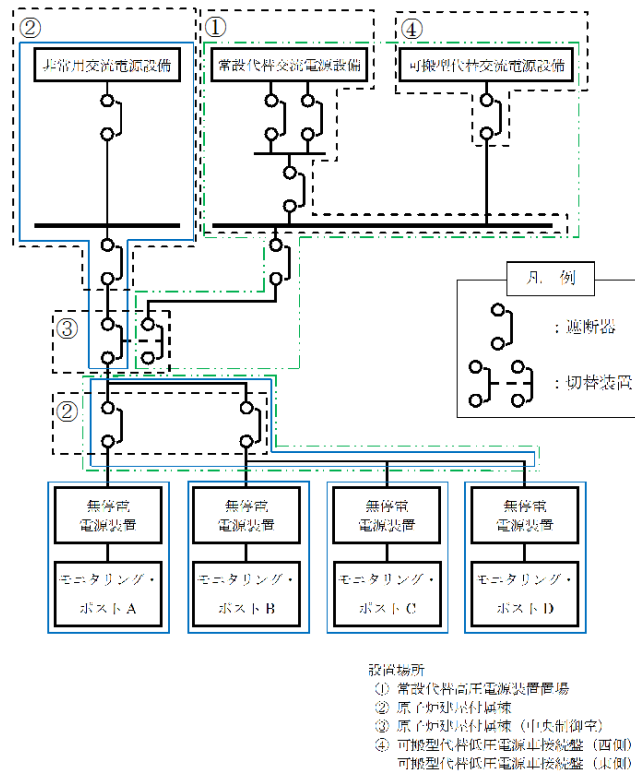 ②
①
④
非常用交流電源設備
常設代替交流電源設備
可搬型代替交流電源設備
凡 例
：遮断器
：切替装置
③
②
無停電
電源装置
無停電
電源装置
無停電
電源装置
無停電
電源装置
モニタリング・
ポストA
モニタリング・
ポストB
モニタリング・
ポストC
モニタリング・
ポストD
設置場所
① 常設代替高圧電源装置置場
② 原子炉建屋付属棟
③ 原子炉建屋付属棟（中央制御室）
④ 可搬型代替低圧電源車接続盤（西側）
可搬型代替低圧電源車接続盤（東側）